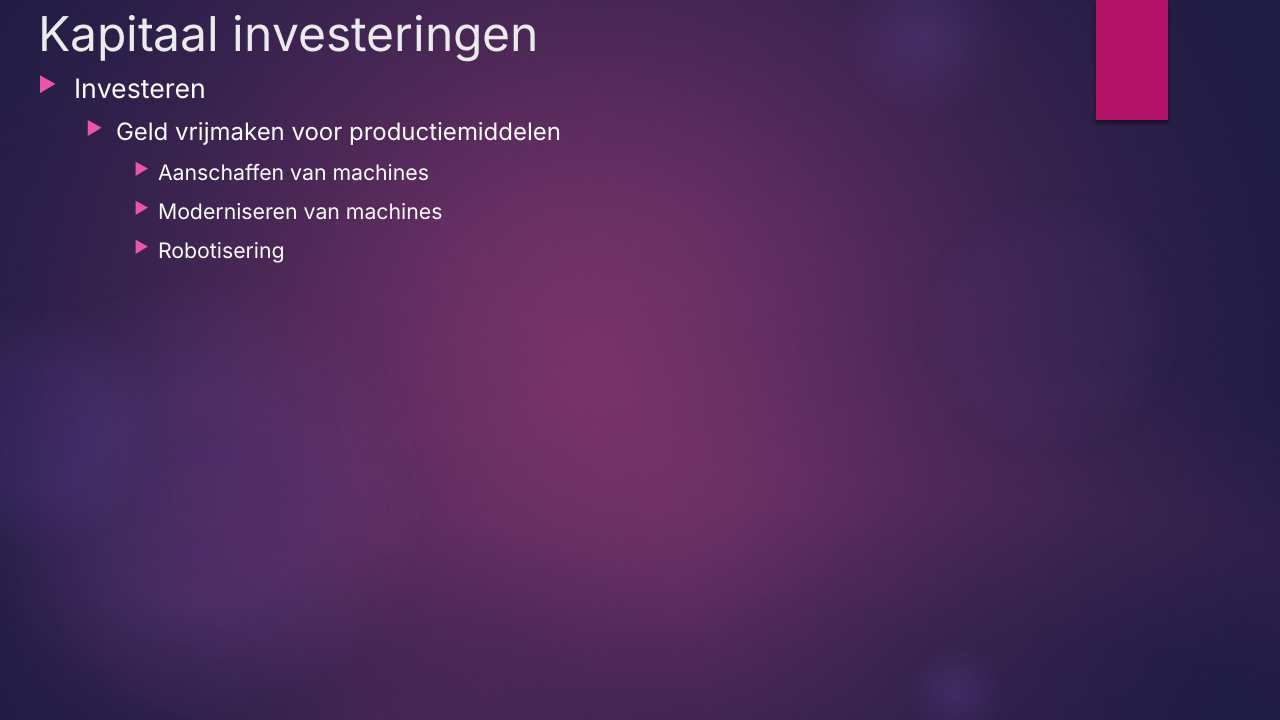 Kapitaal investeringen
Investeren
Geld vrijmaken voor productiemiddelen
Aanschaffen van machines
Moderniseren van machines
Robotisering